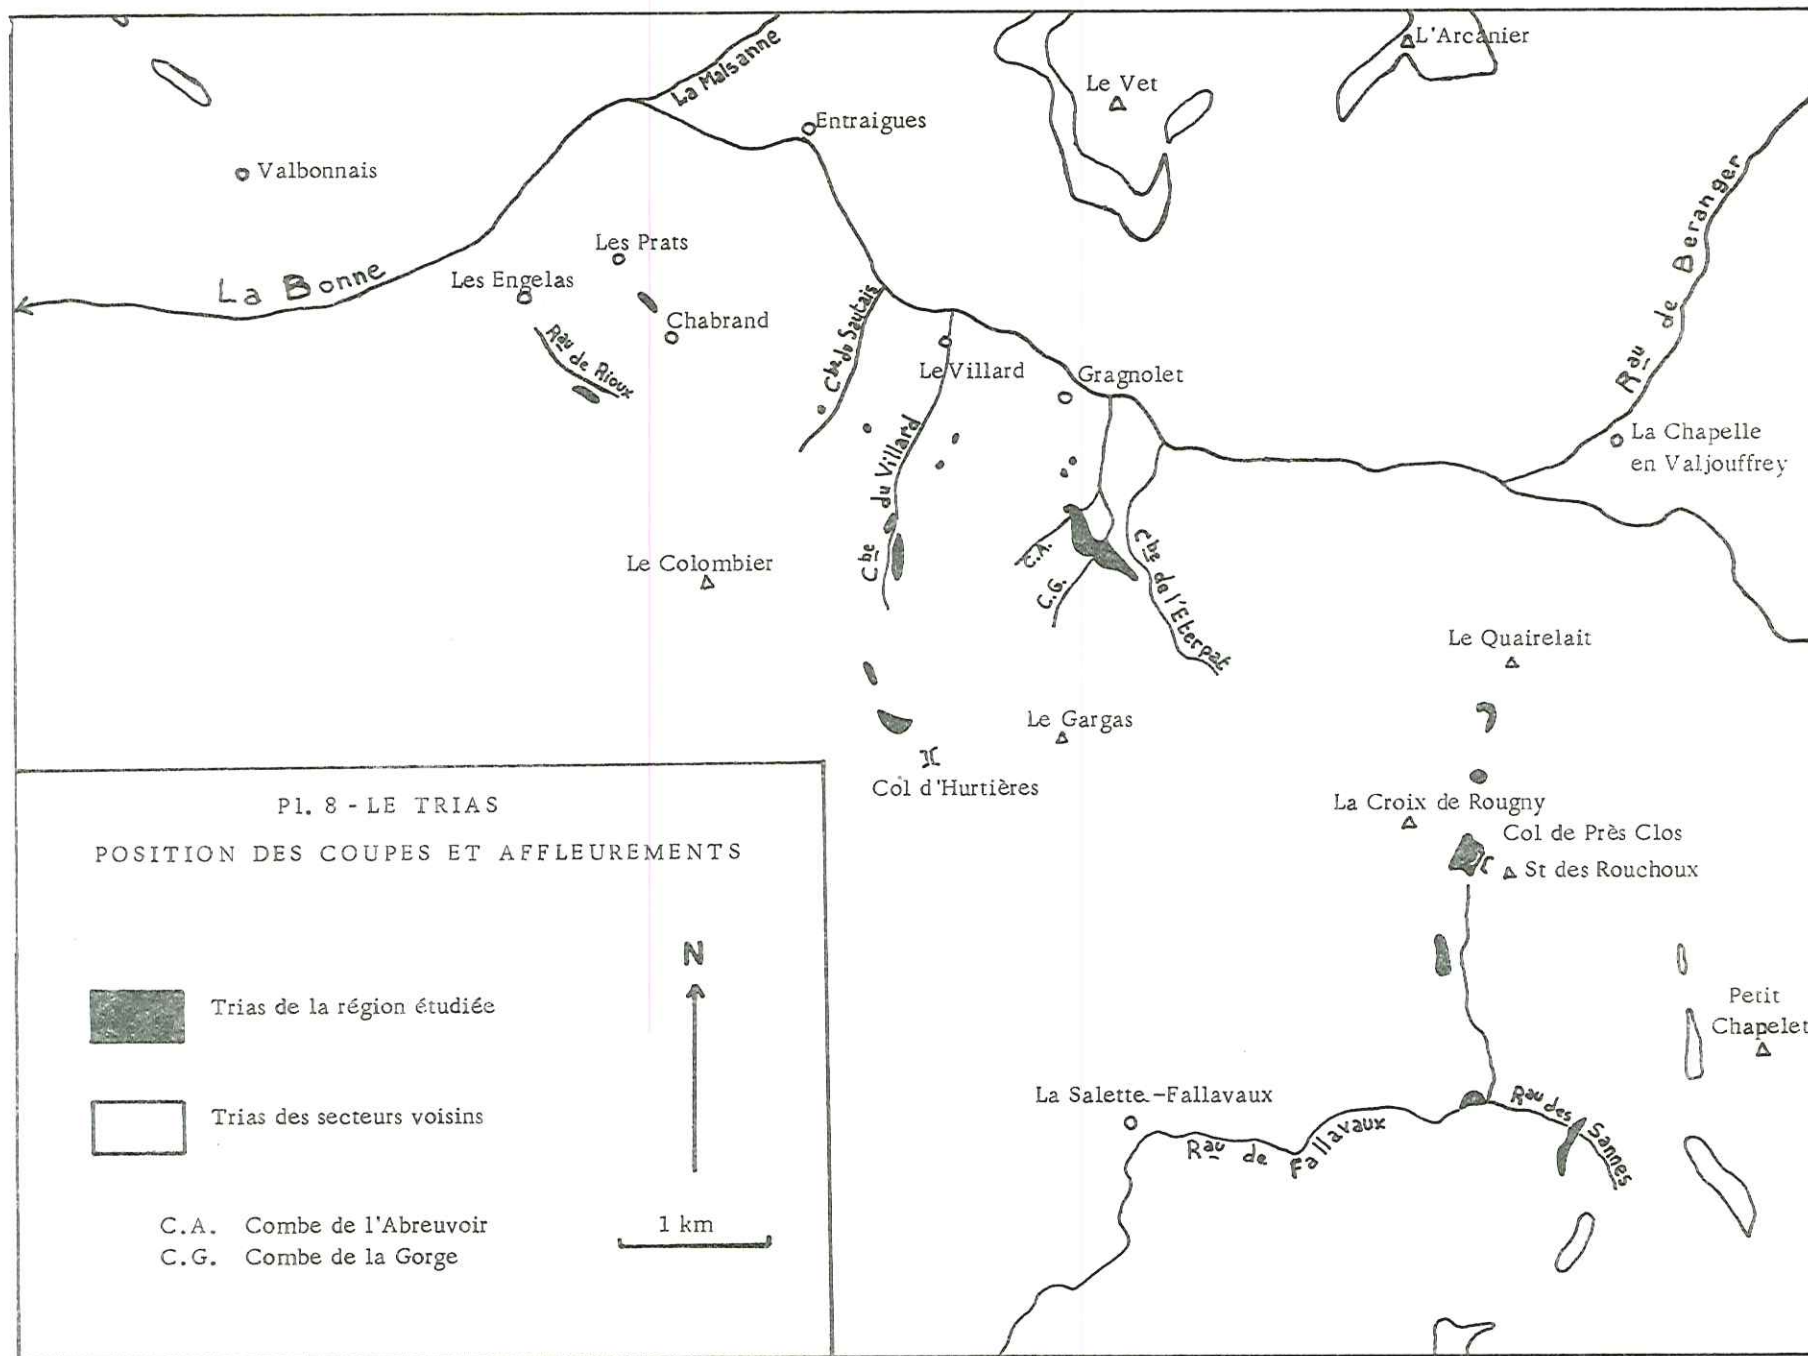 L'Arcanier
La Malsanne
Le Vet
Entraigues
Valbonnais
Rau de Beranger
Les Prats
Les Engelas
La Bonne
Chabrand
Cbe du Sautais
Rau de Rioux
Le Villard
Gragnolet
La Chapelle
en Valjouffrey
Cbe du Villard
C.A.
C.G.
Cbe de l'Eterpat
Le Colombier
Le Quairelait
Le Gargas
Col d'Hurtières
La Croix de Rougny
Col de Près Clos
St des Rouchoux
Petit
Chapelet
La Salette-Fallavaux
Rau de Fallavaux
Rau des Sannes
Pl. 8 - LE TRIAS
POSITION DES COUPES ET AFFLEUREMENTS
N
Trias de la région étudiée
Trias des secteurs voisins
C.A. Combe de l'Abreuvoir
C.G. Combe de la Gorge
1 km